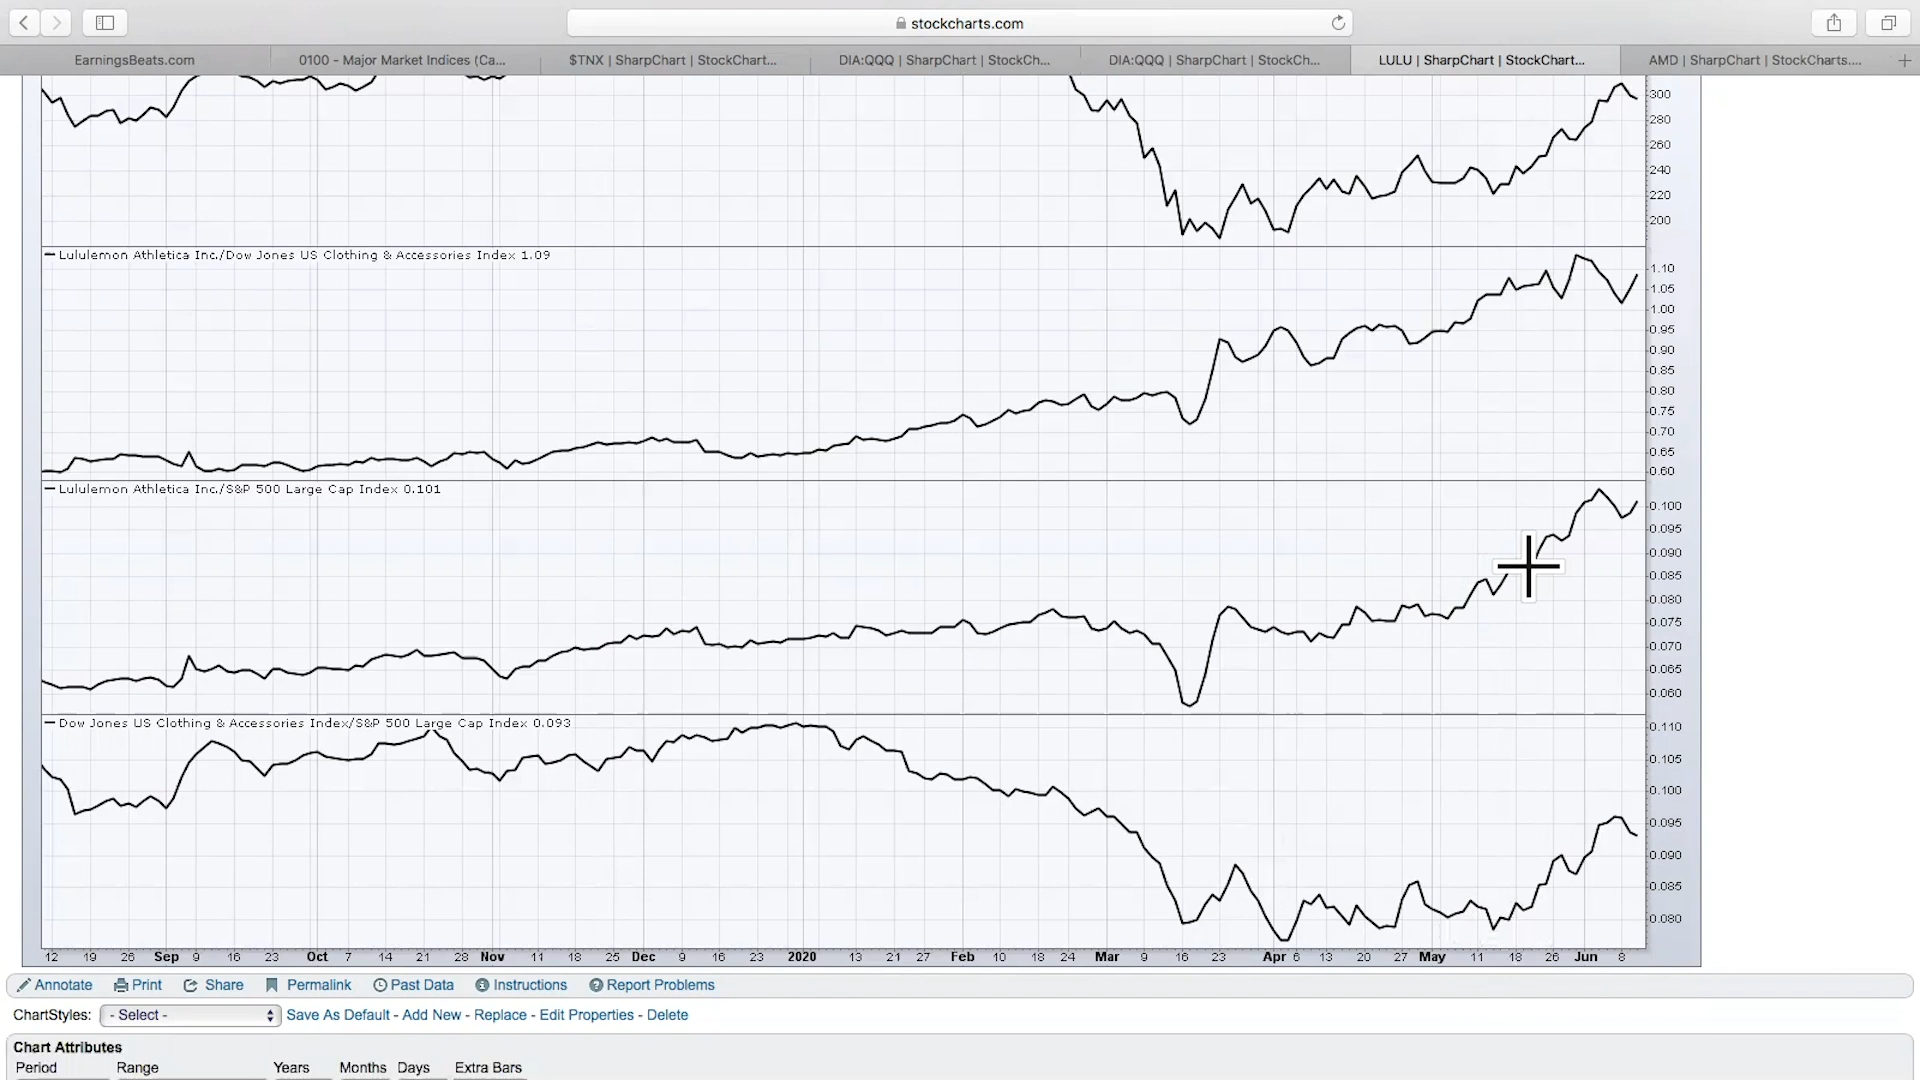 stockcharts.com
EarningsBeats.com
0100 - Major Market Indices (Ca...
$TNX | SharpChart | StockChart...
DIA:QQQ | SharpChart | StockCh...
DIA:QQQ | SharpChart | StockCh...
LULU | SharpChart | StockChart...
AMD | SharpChart | StockCharts....
300
280
260
240
220
200
Lululemon Athletica Inc./Dow Jones US Clothing & Accessories Index 1.09
1.10
1.05
1.00
0.95
0.90
0.85
0.80
0.75
0.70
0.65
0.60
Lululemon Athletica Inc./S&P 500 Large Cap Index 0.101
0.100
0.095
0.090
0.085
0.080
0.075
0.070
0.065
0.060
Dow Jones US Clothing & Accessories Index/S&P 500 Large Cap Index 0.093
0.110
0.105
0.100
0.095
0.090
0.085
0.080
12 19 26 Sep 9 16 23 Oct 7 14 21 28 Nov 11 18 25 Dec 9 16 23 2020 13 21 27 Feb 10 18 24 Mar 9 16 23 Apr 6 13 20 27 May 11 18 26 Jun 8
Annotate Print Share Permalink Past Data Instructions Report Problems
ChartStyles: - Select - Save As Default - Add New - Replace - Edit Properties - Delete
Chart Attributes
Period Range Years Months Days Extra Bars